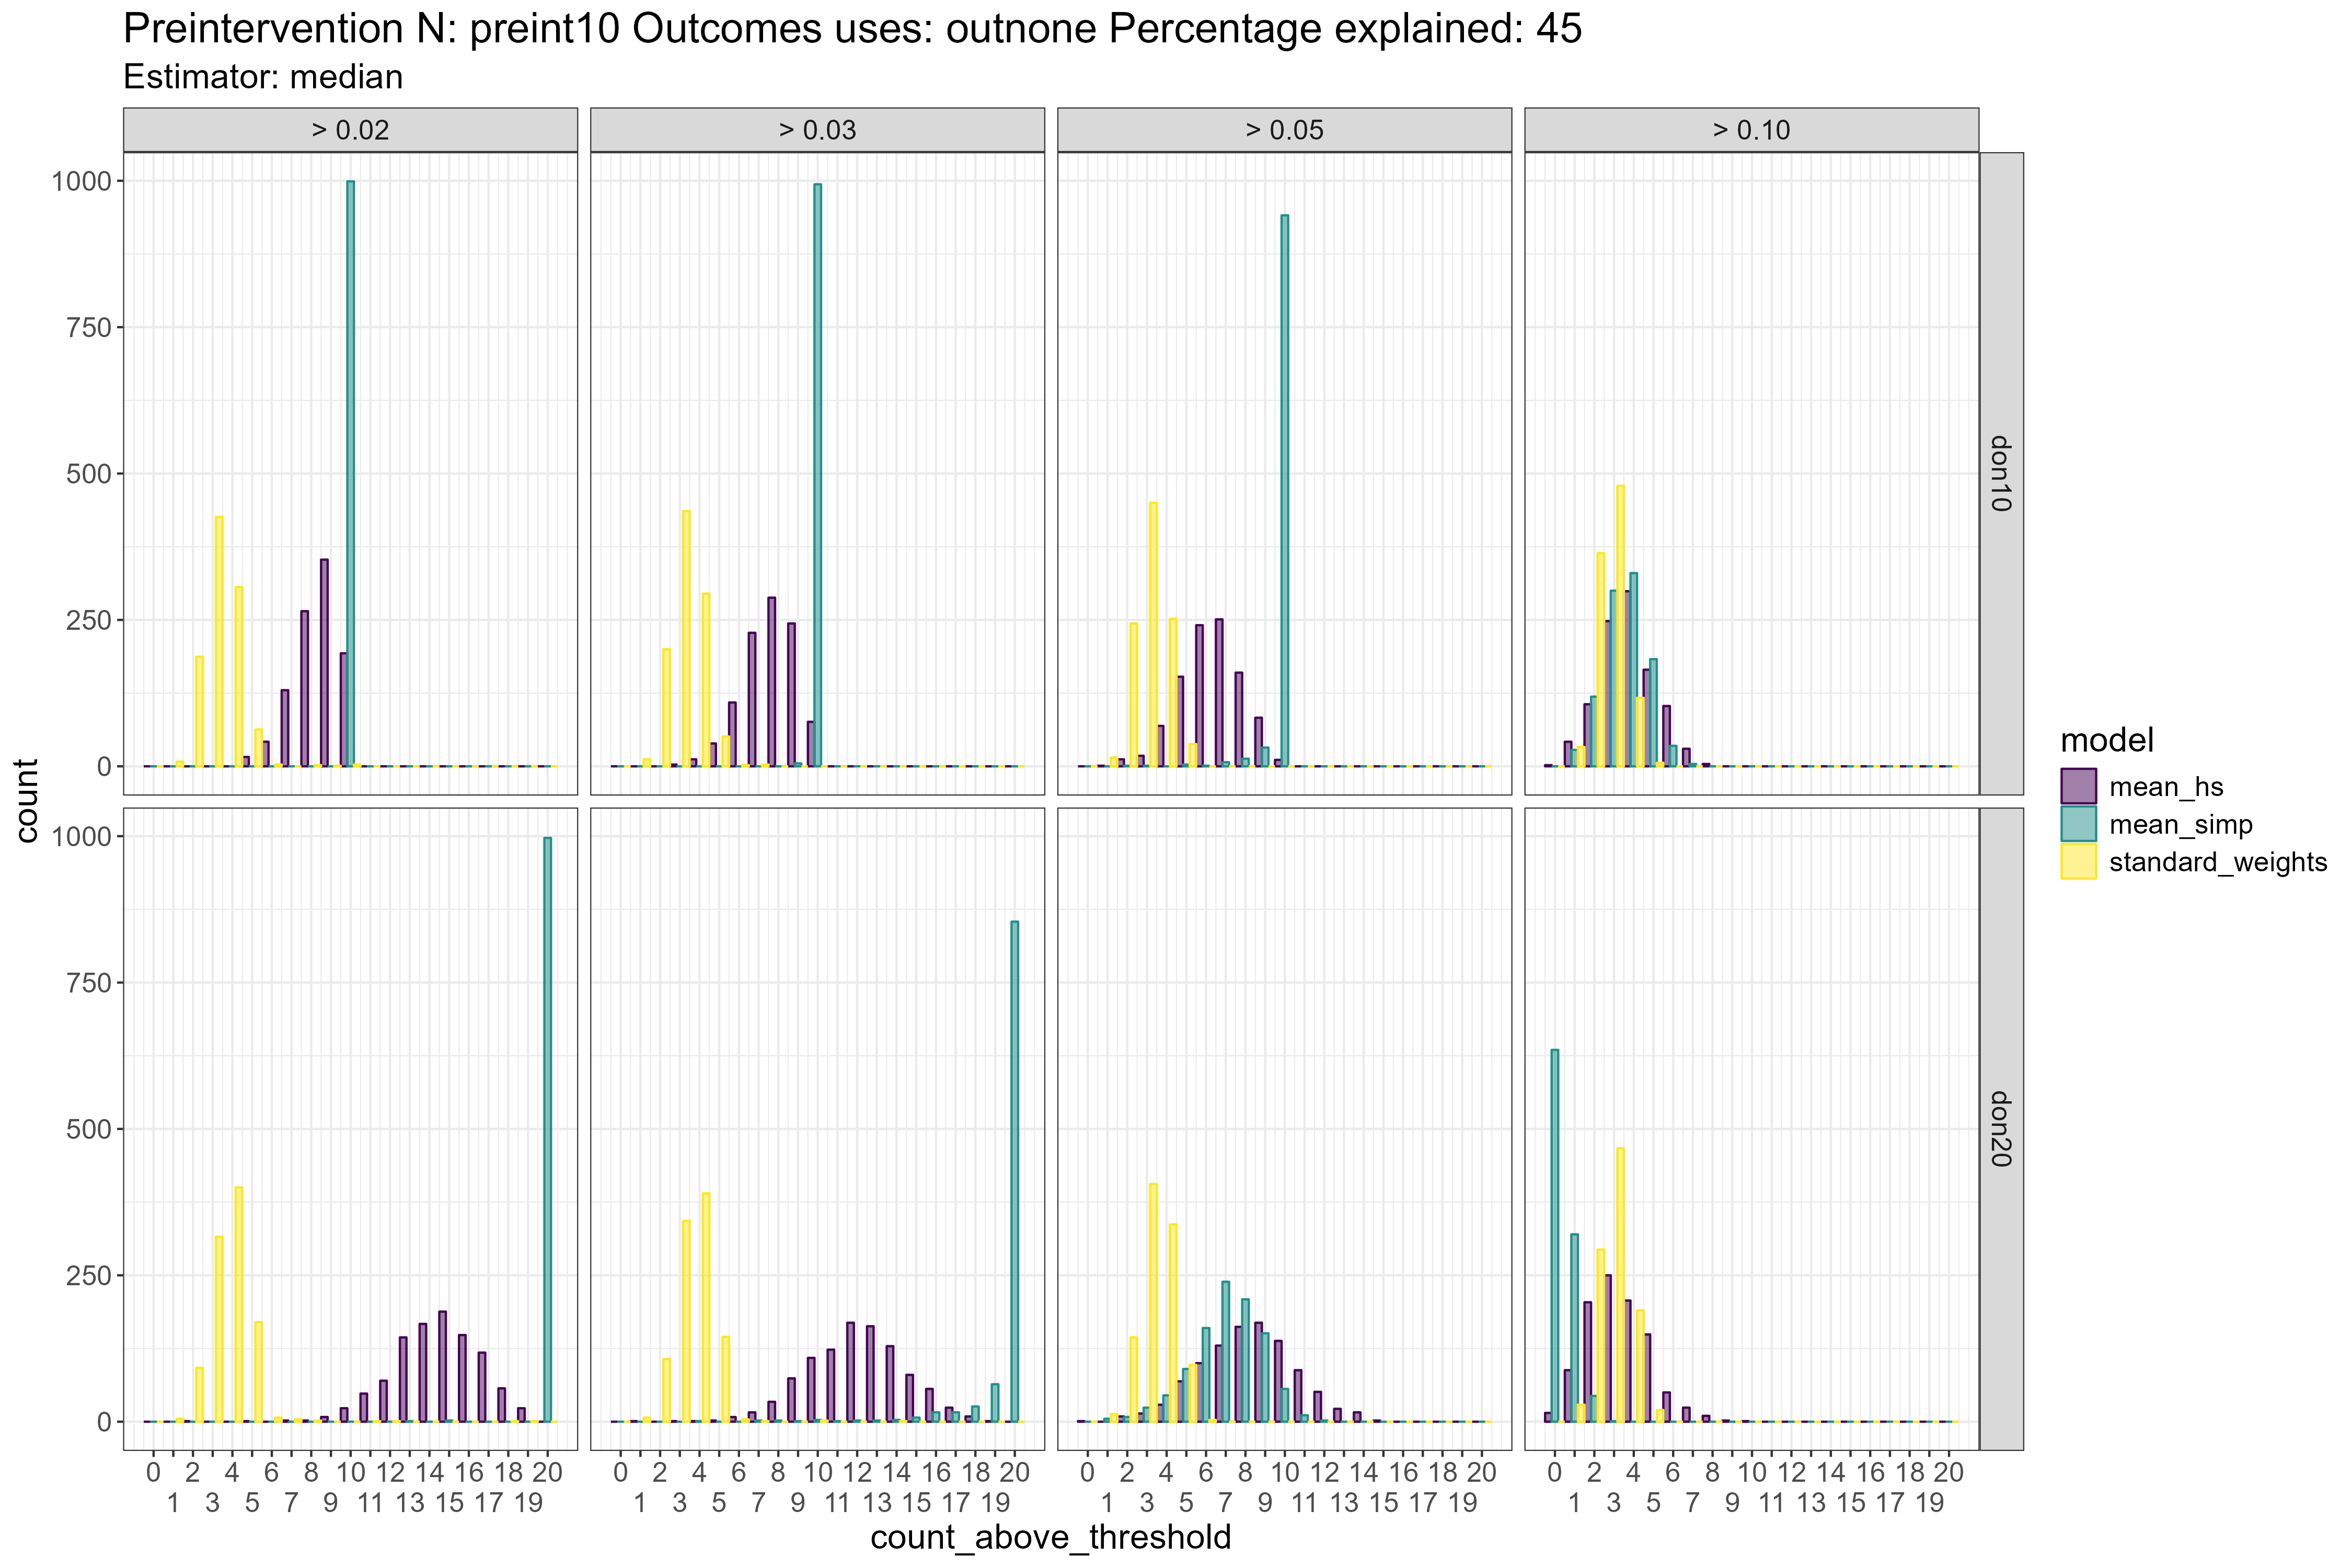 Preintervention N: preint10 Outcomes uses: outnone Percentage explained: 45
Estimator: median
> 0.02 > 0.03 > 0.05 > 0.10
1000
750
500
250
0
don10
count
1000
750
500
250
0
don20
0 2 4 6 8 10 12 14 16 18 20 0 2 4 6 8 10 12 14 16 18 20 0 2 4 6 8 10 12 14 16 18 20 0 2 4 6 8 10 12 14 16 18 20
1 3 5 7 9 11 13 15 17 19 1 3 5 7 9 11 13 15 17 19 1 3 5 7 9 11 13 15 17 19 1 3 5 7 9 11 13 15 17 19
count_above_threshold
model
mean_hs
mean_simp
standard_weights